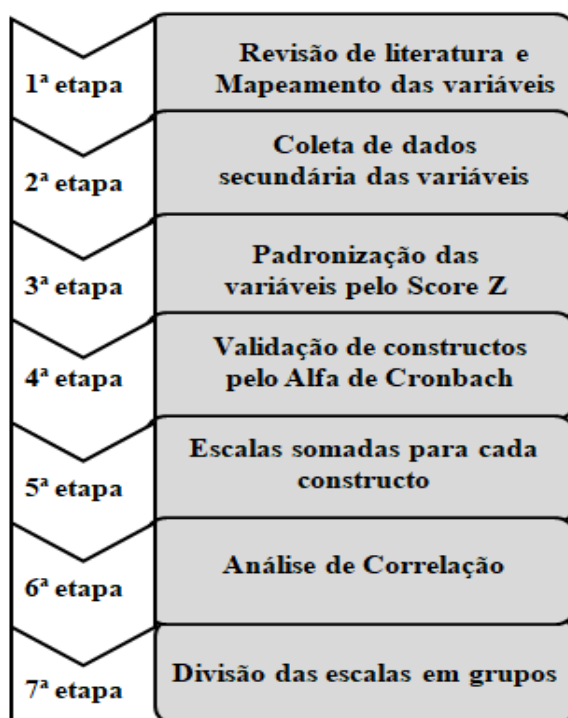 1ª etapa
Revisão de literatura e
Mapeamento das variáveis
2ª etapa
Coleta de dados
secundária das variáveis
3ª etapa
Padronização das
variáveis pelo Score Z
4ª etapa
Validação de constructos
pelo Alfa de Cronbach
5ª etapa
Escalas somadas para cada
constructo
6ª etapa
Análise de Correlação
7ª etapa
Divisão das escalas em grupos